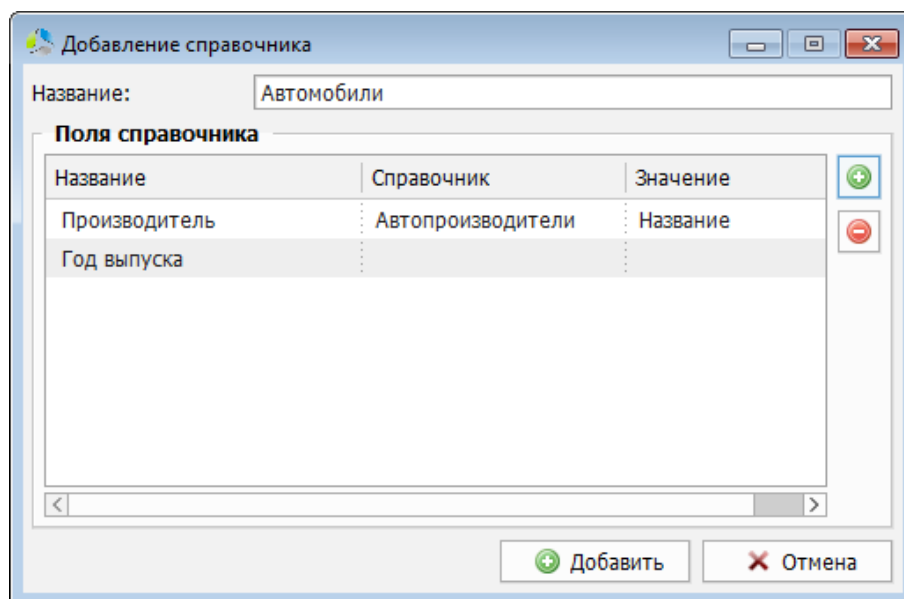 Добавление справочника
Название: Автомобили
Поля справочника
Название Справочник Значение
Производитель Автопроизводители Название
Год выпуска
Добавить Отмена